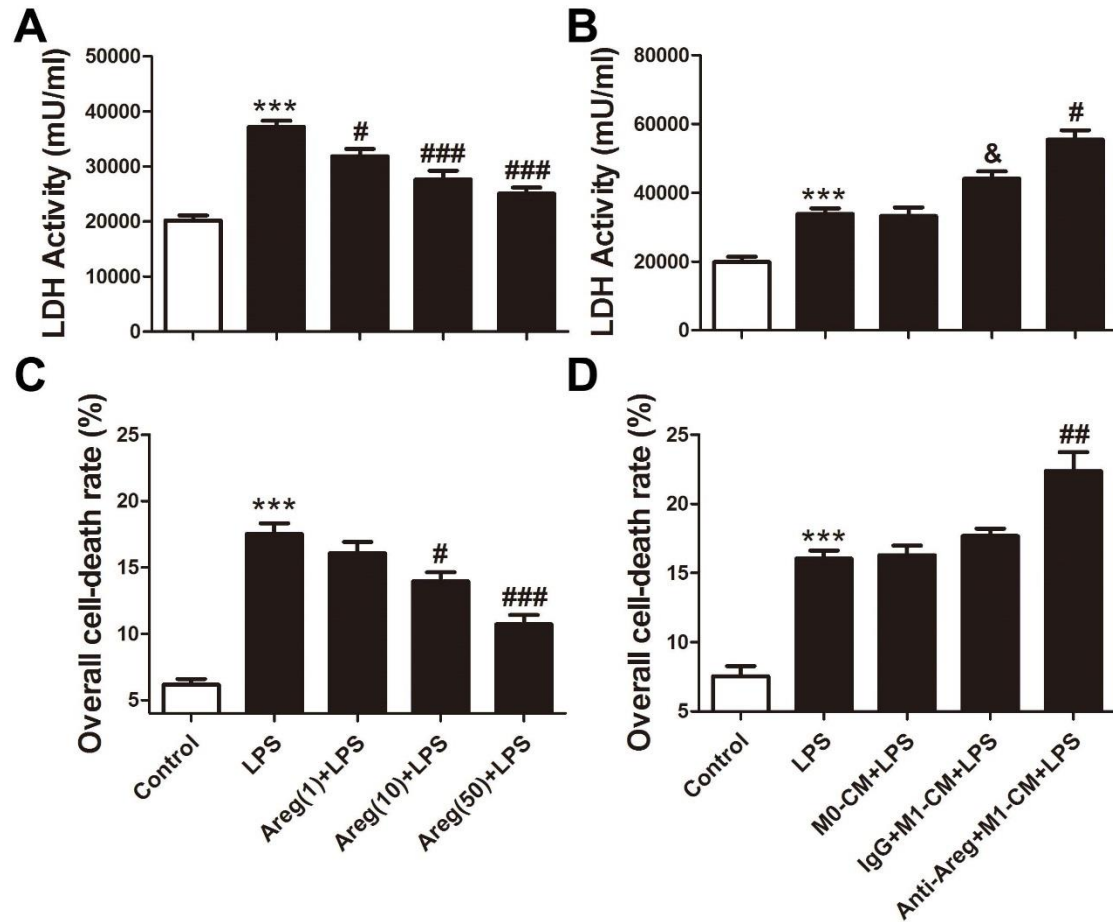 A
LDH Activity (mU/ml)
50000
40000
30000
20000
10000
0
***
#
###
###
B
LDH Activity (mU/ml)
80000
60000
40000
20000
0
***
&
#
C
Overall cell-death rate (%)
25
20
15
10
5
***
#
###
Control
LPS
Areg(1)+LPS
Areg(10)+LPS
Areg(50)+LPS
D
Overall cell-death rate (%)
25
20
15
10
5
***
##
Control
LPS
M0-CM+LPS
IgG+M1-CM+LPS
Anti-Areg+M1-CM+LPS